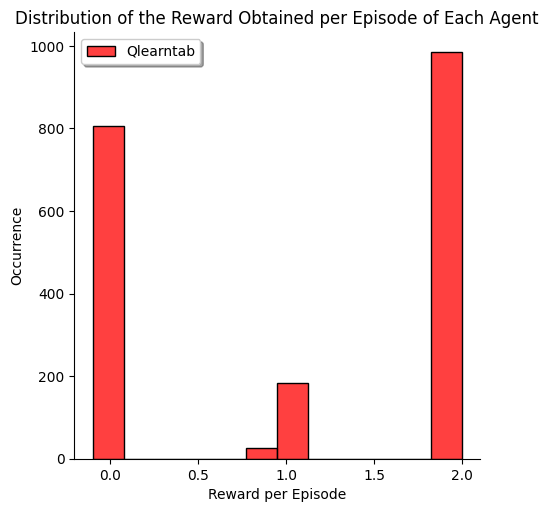 Distribution of the Reward Obtained per Episode of Each Agent
Qlearntab
1000
800
600
400
200
0
Occurrence
0.0 0.5 1.0 1.5 2.0
Reward per Episode